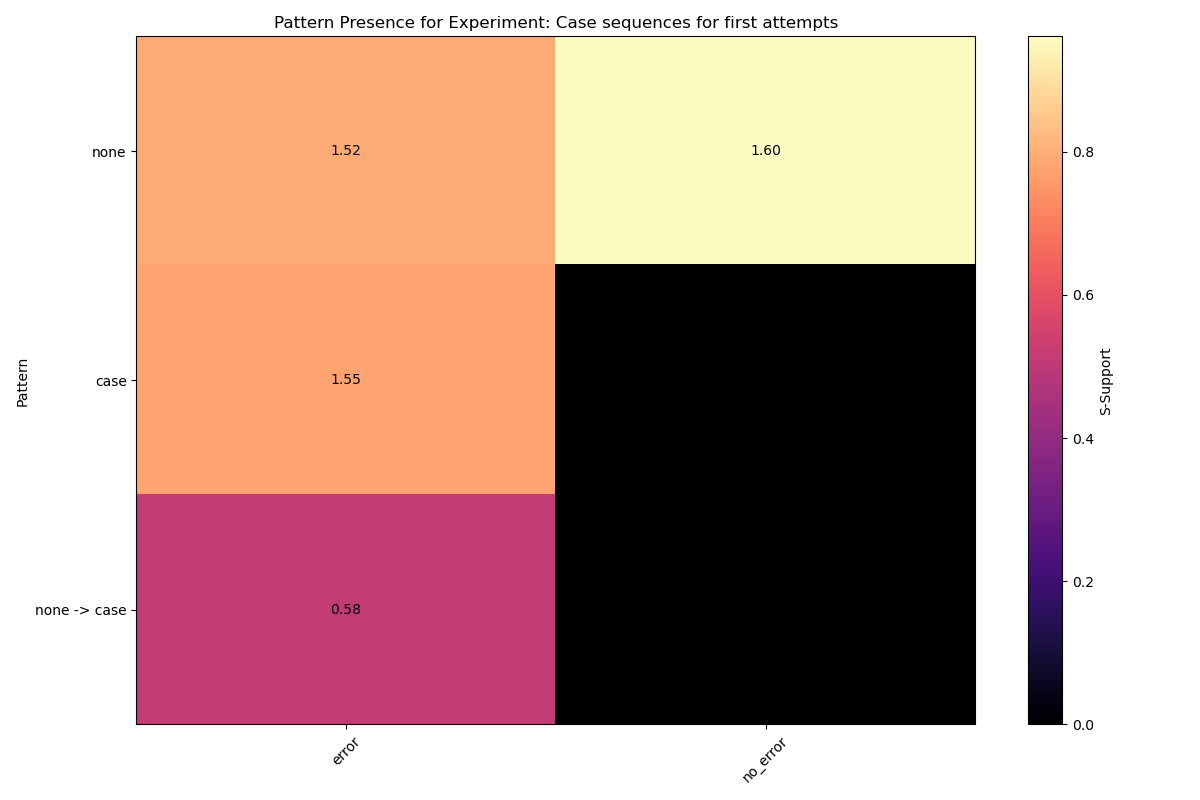 Pattern Presence for Experiment: Case sequences for first attempts
none
1.52
1.60
case
1.55
none -> case
0.58
Pattern
error
no_error
0.8
0.6
0.4
0.2
0.0
S-Support